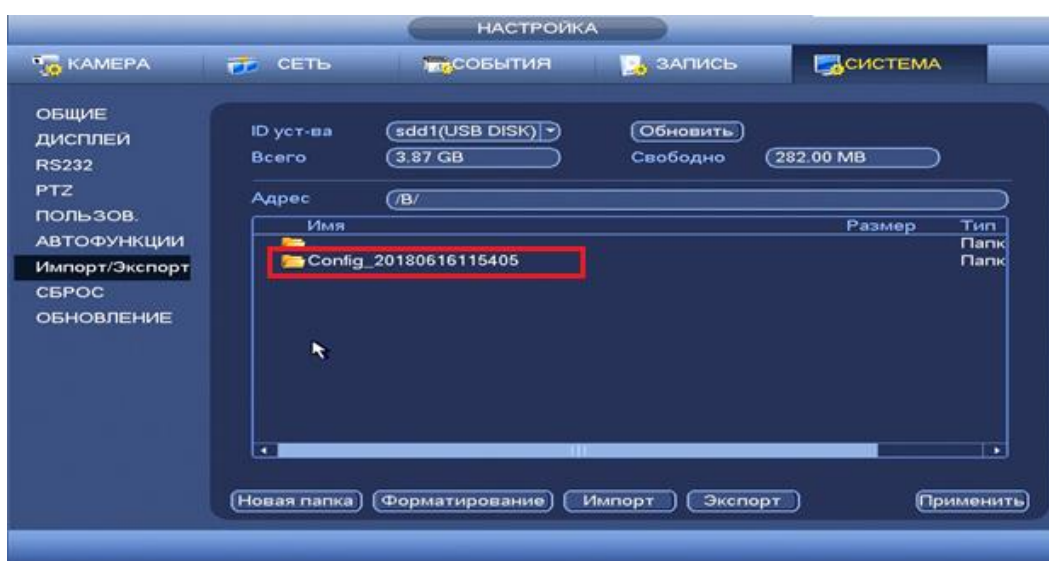 НАСТРОЙКА
КАМЕРА СЕТЬ СОБЫТИЯ ЗАПИСЬ СИСТЕМА
ОБЩИЕ
ДИСПЛЕЙ
RS232
PTZ
ПОЛЬЗОВ.
АВТОФУНКЦИИ
Импорт/Экспорт
СБРОС
ОБНОВЛЕНИЕ
ID уст-ва sdd1(USB DISK) Обновить
Всего 3.87 GB Свободно 282.00 MB
Адрес /B/
Имя Размер Тип
Папк
Config_20180616115405 Папк
Новая папка Форматирование Импорт Экспорт Применить